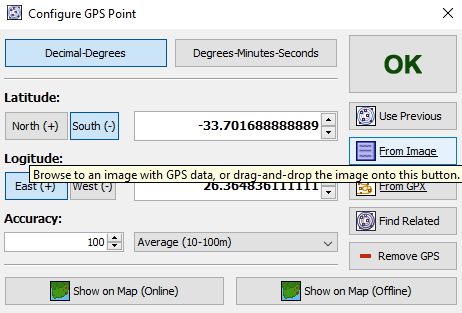 Configure GPS Point
Decimal-Degrees
Degrees-Minutes-Seconds
OK
Latitude:
North (+)
South (-)
-33.701688888889
Use Previous
From Image
Logitude:
Browse to an image with GPS data, or drag-and-drop the image onto this button.
East (+)
West (-)
26.364836111111
From GPX
Accuracy:
100
Average (10-100m)
Find Related
Remove GPS
Show on Map (Online)
Show on Map (Offline)